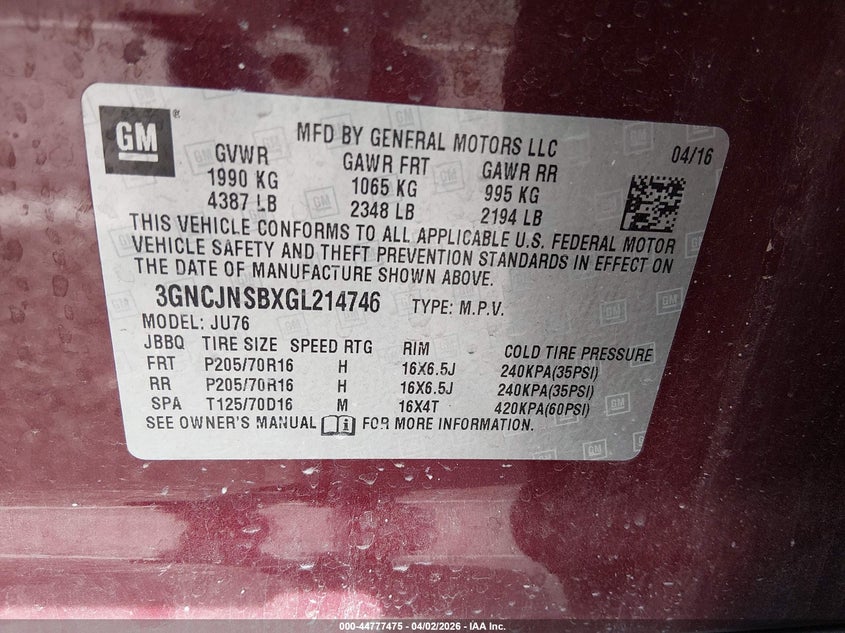 GM
MFD BY GENERAL MOTORS LLC
04/16
GVWR GAWR FRT GAWR RR
1990 KG 1065 KG 995 KG
4387 LB 2348 LB 2194 LB
THIS VEHICLE CONFORMS TO ALL APPLICABLE U.S. FEDERAL MOTOR
VEHICLE SAFETY AND THEFT PREVENTION STANDARDS IN EFFECT ON
THE DATE OF MANUFACTURE SHOWN ABOVE.
3GNCJNSBXGL214746 TYPE: M.P.V.
MODEL: JU76
JBBQ TIRE SIZE SPEED RTG RIM COLD TIRE PRESSURE
FRT P205/70R16 H 16X6.5J 240KPA(35PSI)
RR P205/70R16 H 16X6.5J 240KPA(35PSI)
SPA T125/70D16 M 16X4T 420KPA(60PSI)
SEE OWNER'S MANUAL FOR MORE INFORMATION.
000-44777475 - 04/02/2026 - IAA Inc.